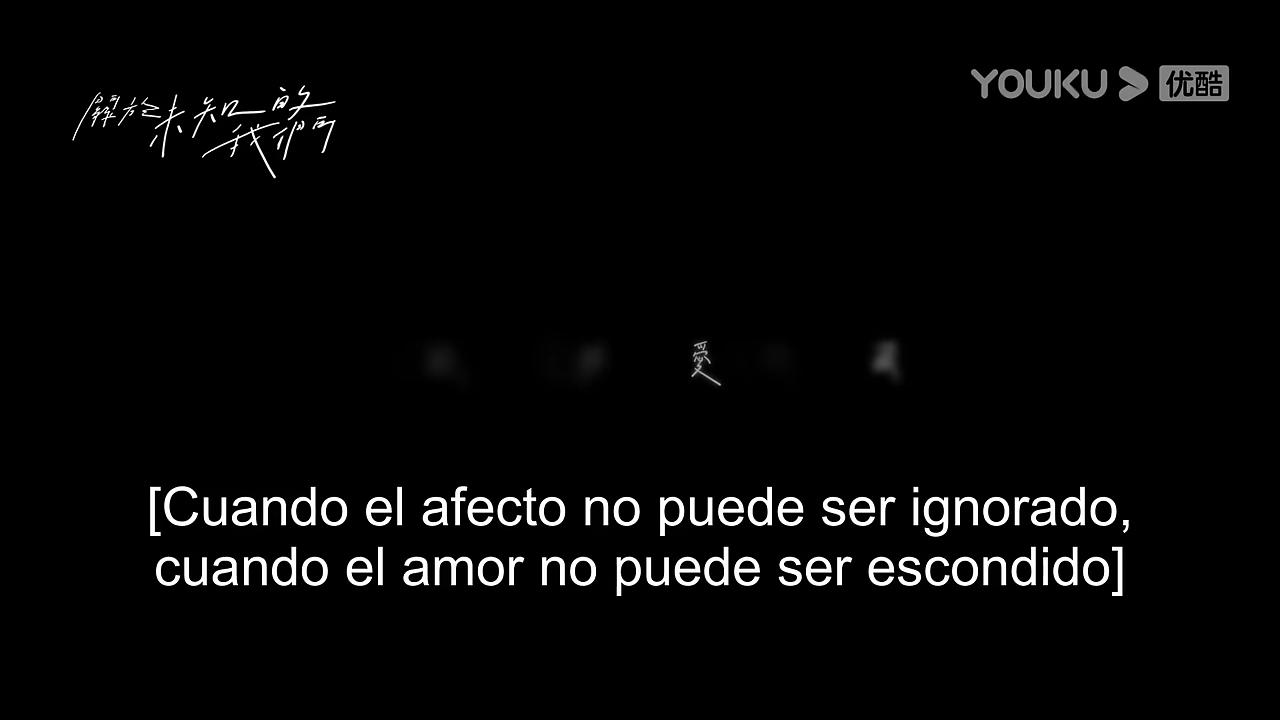 關於未知的
我們
YOUKU 优酷
愛
[Cuando el afecto no puede ser ignorado,
cuando el amor no puede ser escondido]